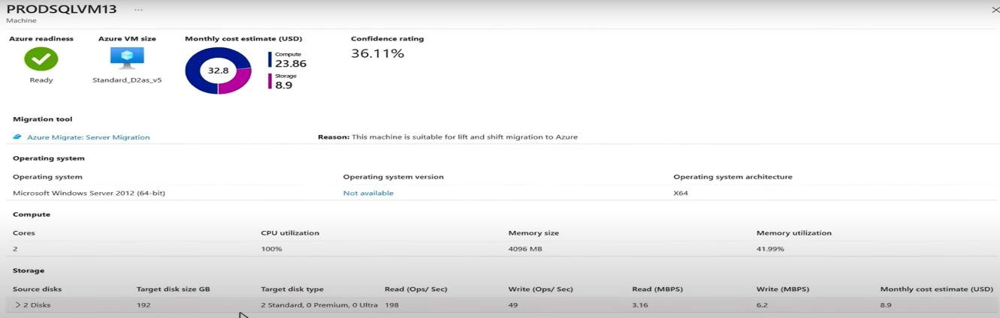 PRODSQLVM13 ...
Machine
Azure readiness Azure VM size Monthly cost estimate (USD) Confidence rating
Ready
Standard_D2as_v5
32.8
Compute
23.86
Storage
8.9
36.11%
Migration tool
Azure Migrate: Server Migration Reason: This machine is suitable for lift and shift migration to Azure
Operating system
Operating system Operating system version Operating system architecture
Microsoft Windows Server 2012 (64-bit) Not available X64
Compute
Cores CPU utilization Memory size Memory utilization
2 100% 4096 MB 41.99%
Storage
Source disks Target disk size GB Target disk type Read (Ops/ Sec) Write (Ops/ Sec) Read (MBPS) Write (MBPS) Monthly cost estimate (USD)
2 Disks 192 2 Standard, 0 Premium, 0 Ultra 198 49 3.16 6.2 8.9